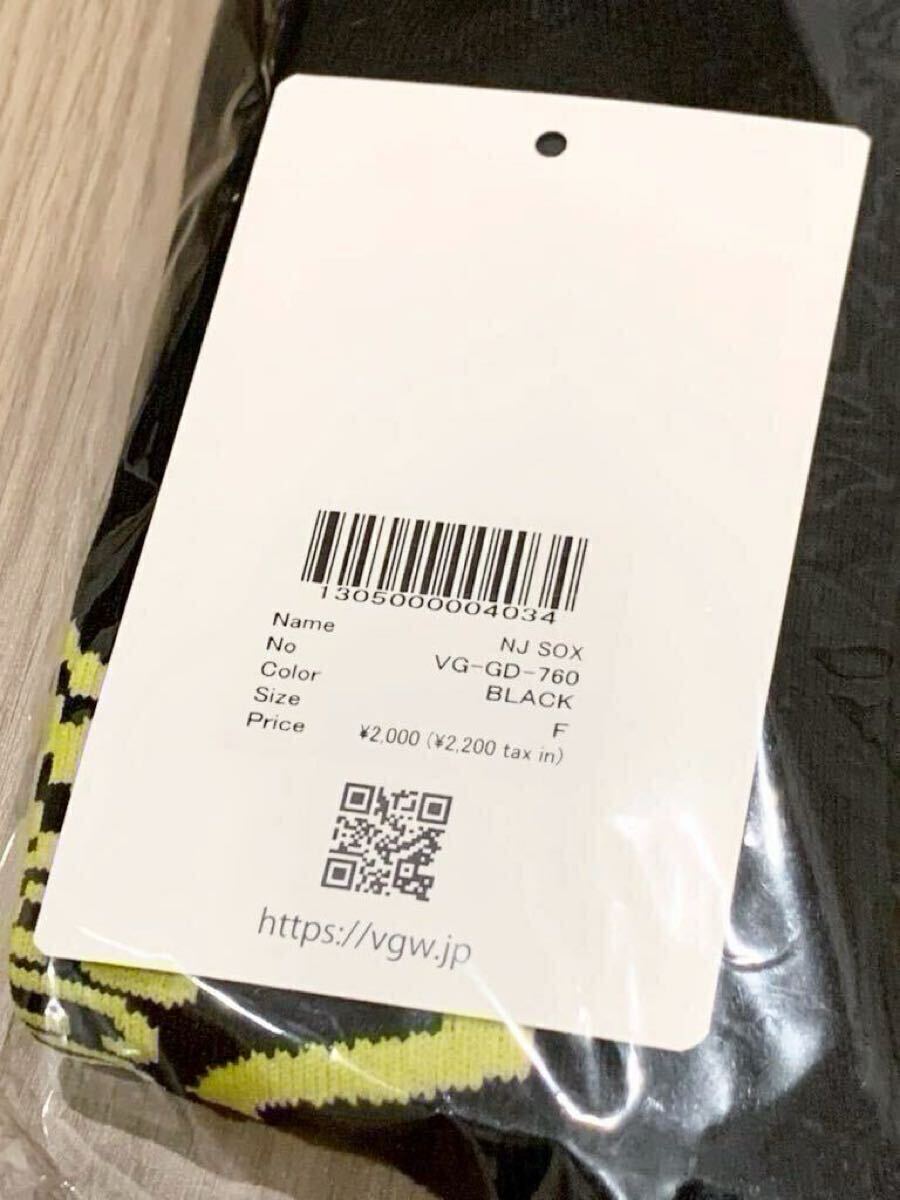 1305000004034
Name NJ SOX
No VG-GD-760
Color BLACK
Size F
Price ¥2,000 (¥2,200 tax in)
https://vgw.jp